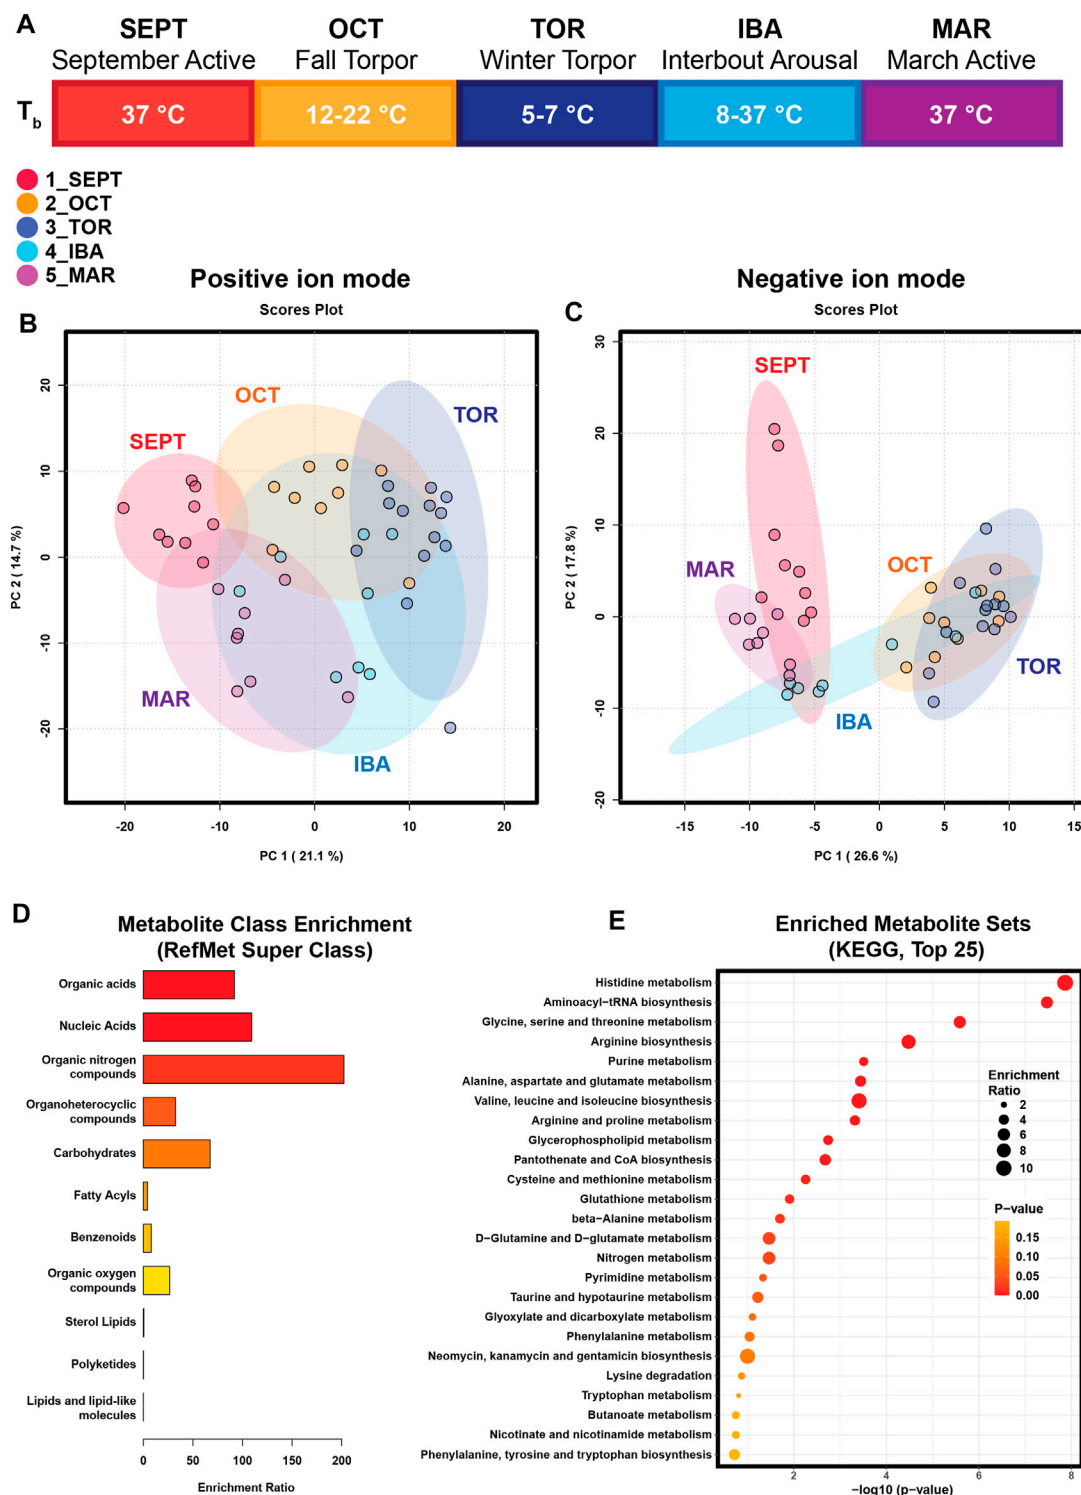 A
SEPT OCT TOR IBA MAR
September Active Fall Torpor Winter Torpor Interbout Arousal March Active
Tb 37 °C 12-22 °C 5-7 °C 8-37 °C 37 °C
1_SEPT
2_OCT
3_TOR
4_IBA
5_MAR
Positive ion mode
Scores Plot
B
OCT
TOR
SEPT
MAR
IBA
20
10
0
-10
-20
PC 2 ( 14.7 %)
-20 -10 0 10 20
PC 1 ( 21.1 %)
Negative ion mode
Scores Plot
C
SEPT
MAR
OCT
TOR
IBA
30
20
10
0
-10
-20
PC 2 ( 17.8 %)
-15 -10 -5 0 5 10 15
PC 1 ( 26.6 %)
D
Metabolite Class Enrichment
(RefMet Super Class)
Organic acids
Nucleic Acids
Organic nitrogen
compounds
Organoheterocyclic
compounds
Carbohydrates
Fatty Acyls
Benzenoids
Organic oxygen
compounds
Sterol Lipids
Polyketides
Lipids and lipid-like
molecules
0 50 100 150 200
Enrichment Ratio
E
Enriched Metabolite Sets
(KEGG, Top 25)
Histidine metabolism
Aminoacyl−tRNA biosynthesis
Glycine, serine and threonine metabolism
Arginine biosynthesis
Purine metabolism
Alanine, aspartate and glutamate metabolism
Valine, leucine and isoleucine biosynthesis
Arginine and proline metabolism
Glycerophospholipid metabolism
Pantothenate and CoA biosynthesis
Cysteine and methionine metabolism
Glutathione metabolism
beta−Alanine metabolism
D−Glutamine and D−glutamate metabolism
Nitrogen metabolism
Pyrimidine metabolism
Taurine and hypotaurine metabolism
Glyoxylate and dicarboxylate metabolism
Phenylalanine metabolism
Neomycin, kanamycin and gentamicin biosynthesis
Lysine degradation
Tryptophan metabolism
Butanoate metabolism
Nicotinate and nicotinamide metabolism
Phenylalanine, tyrosine and tryptophan biosynthesis
Enrichment
Ratio
2
4
6
8
10
P−value
0.15
0.10
0.05
0.00
2 4 6 8
−log10 (p−value)